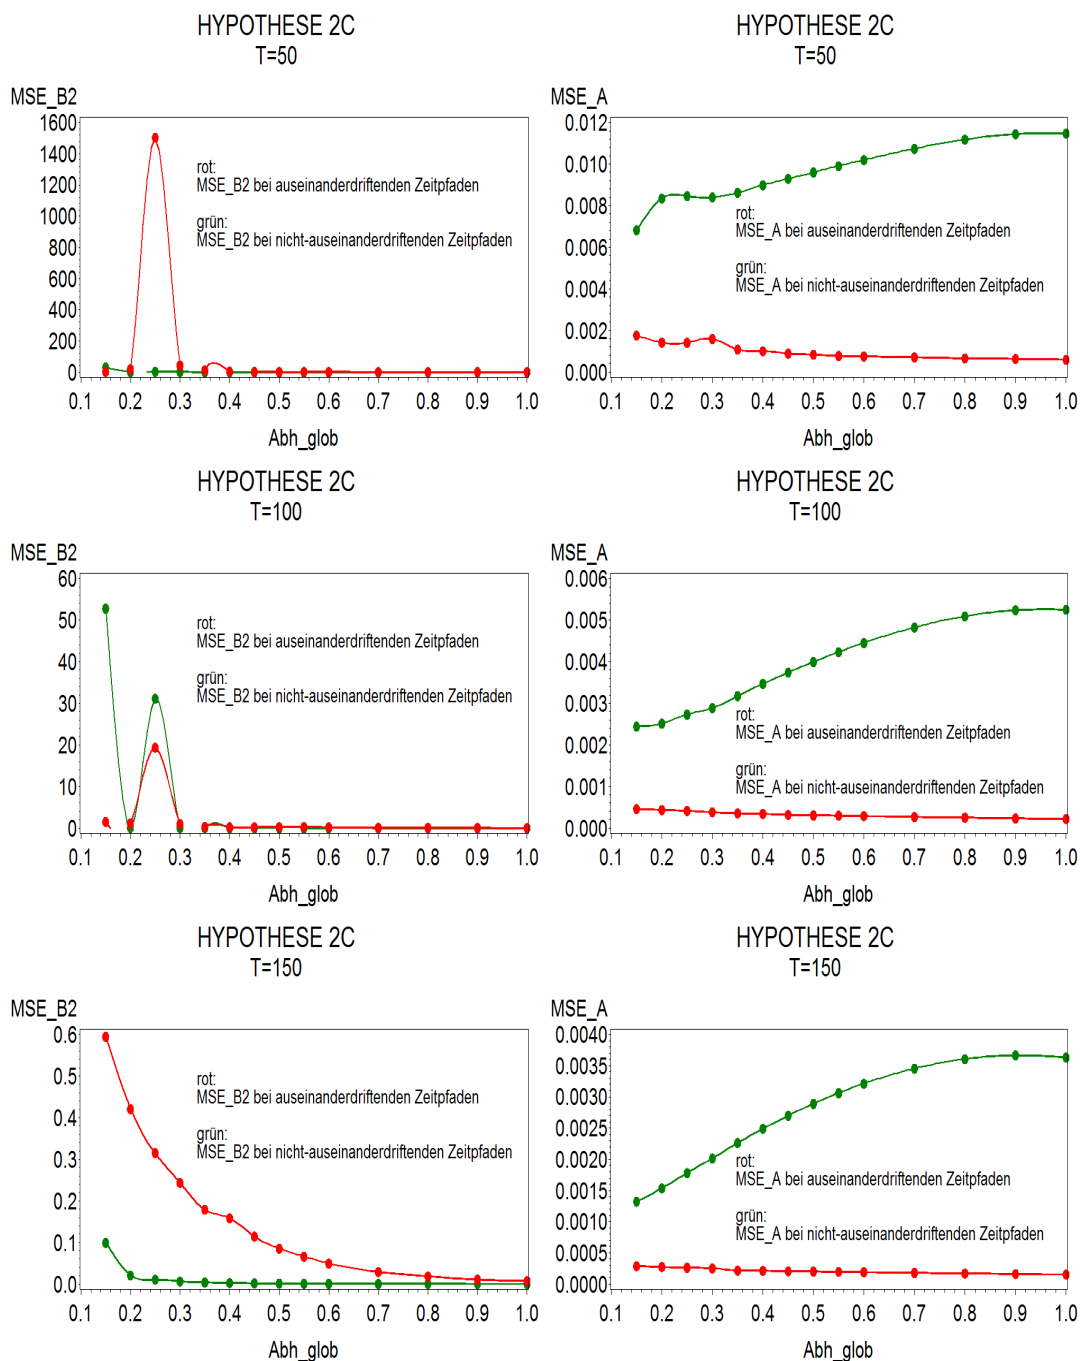 HYPOTHESE 2C
T=50
MSE_B2
1600
1400
1200
1000
800
600
400
200
0
rot:
MSE_B2 bei auseinanderdriftenden Zeitpfaden
grün:
MSE_B2 bei nicht-auseinanderdriftenden Zeitpfaden
0.1 0.2 0.3 0.4 0.5 0.6 0.7 0.8 0.9 1.0
Abh_glob
HYPOTHESE 2C
T=50
MSE_A
0.012
0.010
0.008
0.006
0.004
0.002
0.000
rot:
MSE_A bei auseinanderdriftenden Zeitpfaden
grün:
MSE_A bei nicht-auseinanderdriftenden Zeitpfaden
0.1 0.2 0.3 0.4 0.5 0.6 0.7 0.8 0.9 1.0
Abh_glob
HYPOTHESE 2C
T=100
MSE_B2
60
50
40
30
20
10
0
rot:
MSE_B2 bei auseinanderdriftenden Zeitpfaden
grün:
MSE_B2 bei nicht-auseinanderdriftenden Zeitpfaden
0.1 0.2 0.3 0.4 0.5 0.6 0.7 0.8 0.9 1.0
Abh_glob
HYPOTHESE 2C
T=100
MSE_A
0.006
0.005
0.004
0.003
0.002
0.001
0.000
rot:
MSE_A bei auseinanderdriftenden Zeitpfaden
grün:
MSE_A bei nicht-auseinanderdriftenden Zeitpfaden
0.1 0.2 0.3 0.4 0.5 0.6 0.7 0.8 0.9 1.0
Abh_glob
HYPOTHESE 2C
T=150
MSE_B2
0.6
0.5
0.4
0.3
0.2
0.1
0.0
rot:
MSE_B2 bei auseinanderdriftenden Zeitpfaden
grün:
MSE_B2 bei nicht-auseinanderdriftenden Zeitpfaden
0.1 0.2 0.3 0.4 0.5 0.6 0.7 0.8 0.9 1.0
Abh_glob
HYPOTHESE 2C
T=150
MSE_A
0.0040
0.0035
0.0030
0.0025
0.0020
0.0015
0.0010
0.0005
0.0000
rot:
MSE_A bei auseinanderdriftenden Zeitpfaden
grün:
MSE_A bei nicht-auseinanderdriftenden Zeitpfaden
0.1 0.2 0.3 0.4 0.5 0.6 0.7 0.8 0.9 1.0
Abh_glob